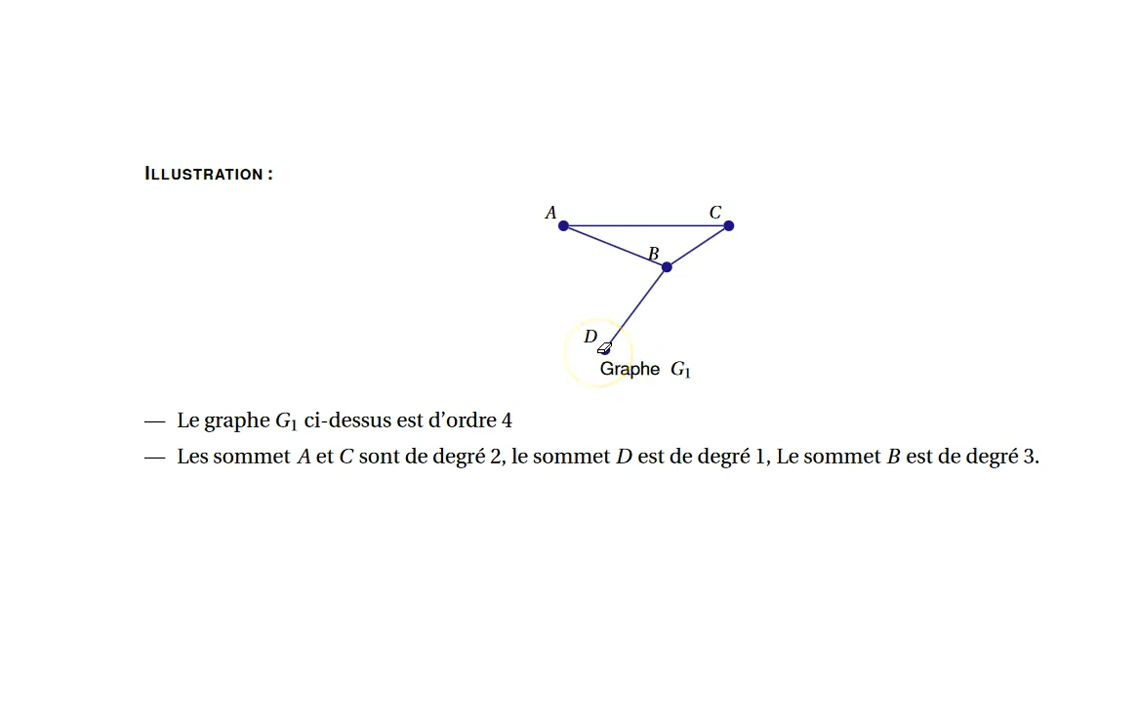 ILLUSTRATION :
A
C
B
D
Graphe G₁
— Le graphe G₁ ci-dessus est d’ordre 4
— Les sommet A et C sont de degré 2, le sommet D est de degré 1, Le sommet B est de degré 3.